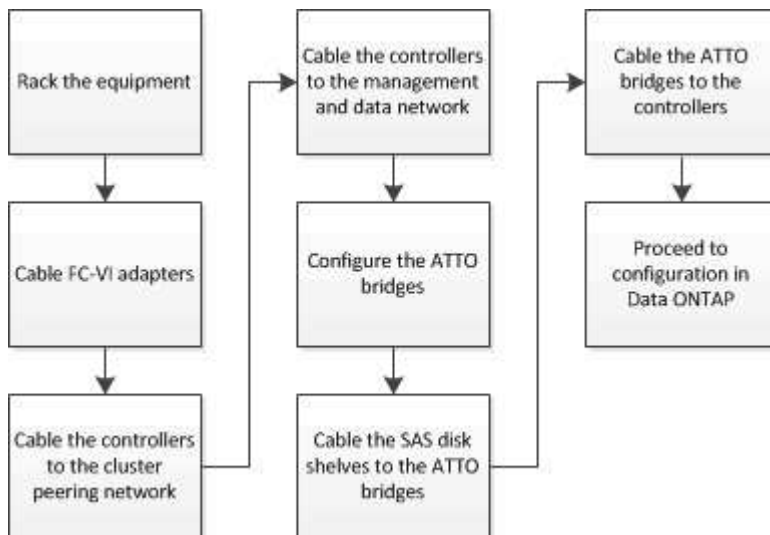 Rack the equipment
Cable FC-VI adapters
Cable the controllers
to the cluster
peering network
Cable the controllers
to the management
and data network
Configure the ATTO
bridges
Cable the SAS disk
shelves to the ATTO
bridges
Cable the ATTO
bridges to the
controllers
Proceed to
configuration in
Data ONTAP